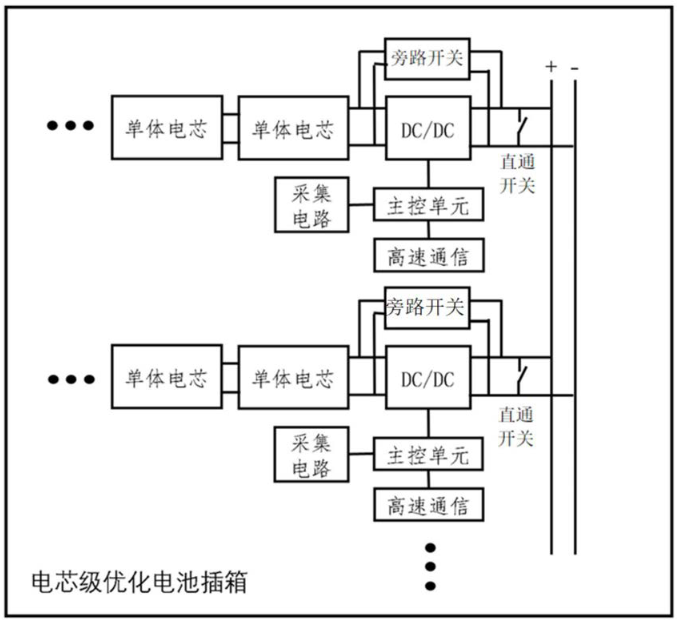 旁路开关
+ -
单体电芯 单体电芯 DC/DC
直通
开关
采集
电路
主控单元
高速通信
旁路开关
单体电芯 单体电芯 DC/DC
直通
开关
采集
电路
主控单元
高速通信
电芯级优化电池插箱